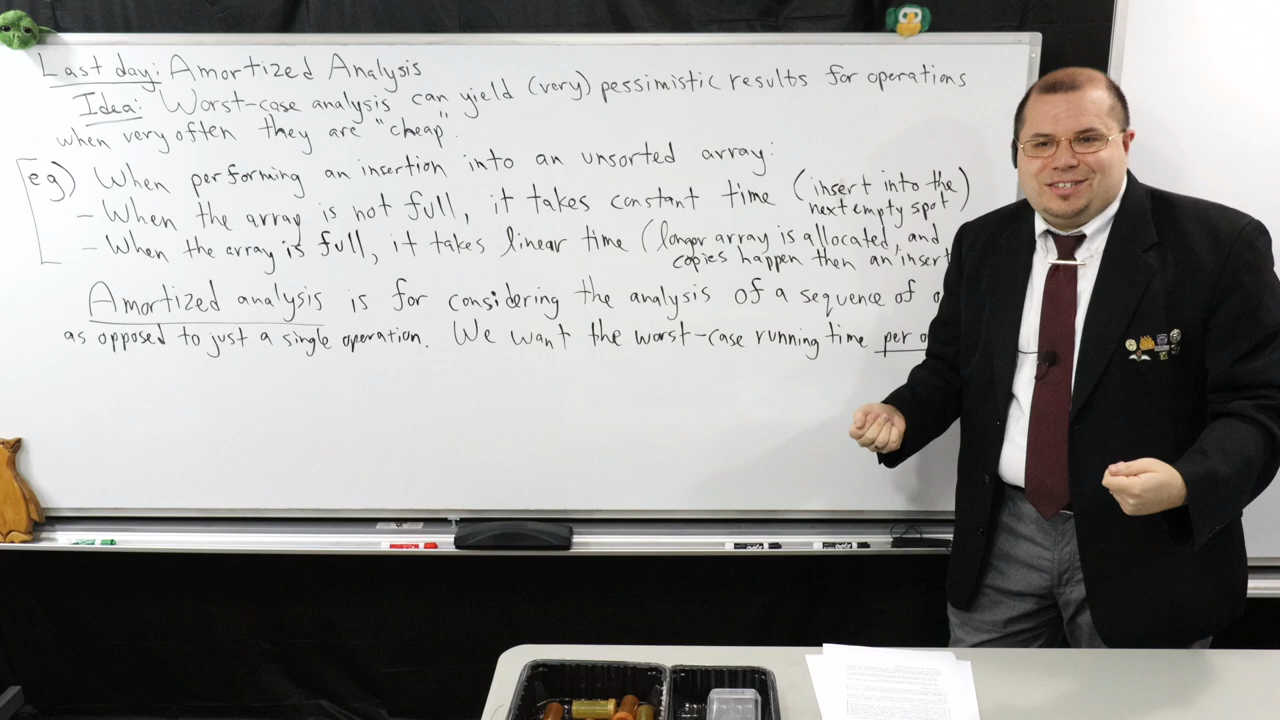 Last day: Amortized Analysis
Idea: Worst-case analysis can yield (very) pessimistic results for operations
when very often they are "cheap".
eg) When performing an insertion into an unsorted array:
- When the array is not full, it takes constant time (insert into the
next empty spot)
- When the array is full, it takes linear time (longer array is allocated, and
copies happen then an insert
Amortized analysis is for considering the analysis of a sequence of
as opposed to just a single operation. We want the worst-case running time per